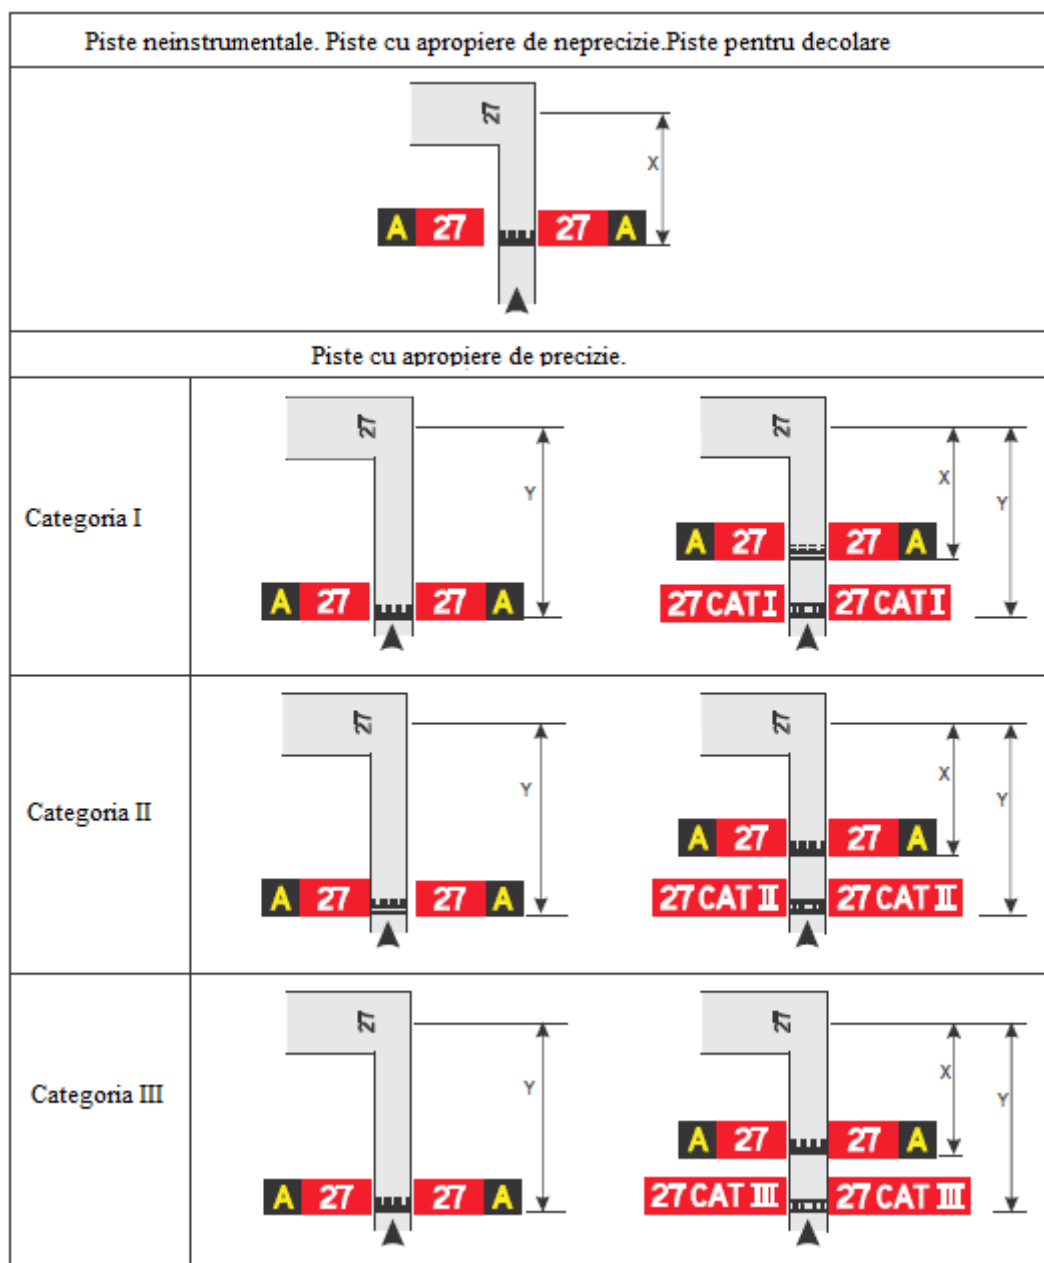 Piste neinstrumentale. Piste cu apropiere de neprecizie.Piste pentru decolare
27
X
A 27 27 A
Piste cu apropiere de precizie.
Categoria I
27
Y
A 27 27 A
27
X
Y
A 27 27 A
27 CAT I 27 CAT I
Categoria II
27
Y
A 27 27 A
27
X
Y
A 27 27 A
27 CAT II 27 CAT II
Categoria III
27
Y
A 27 27 A
27
X
Y
A 27 27 A
27 CAT III 27 CAT III